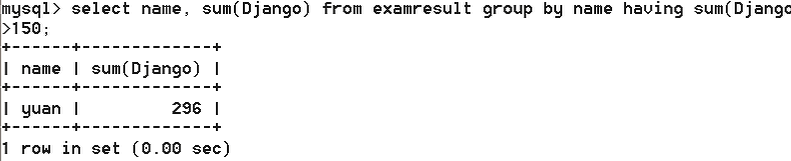 mysql> select name, sum(Django) from examresult group by name having sum(Django
>150;
+------+-------------+
| name | sum(Django) |
+------+-------------+
| yuan |         296 |
+------+-------------+
1 row in set (0.00 sec)